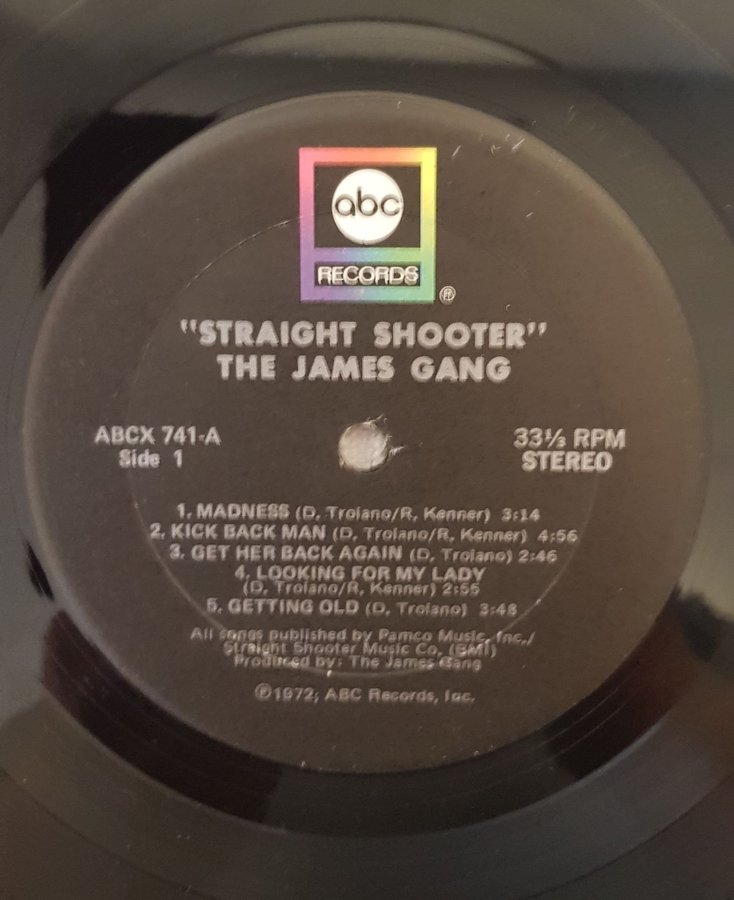 abc
RECORDS
®
"STRAIGHT SHOOTER"
THE JAMES GANG
ABCX 741-A
Side 1
33⅓ RPM
STEREO
1. MADNESS (D. Troiano/R. Kenner) 3:14
2. KICK BACK MAN (D. Troiano/R. Kenner) 4:56
3. GET HER BACK AGAIN (D. Troiano) 2:46
4. LOOKING FOR MY LADY
(D. Troiano/R. Kenner) 2:55
5. GETTING OLD (D. Troiano) 3:48
All songs published by Pamco Music, Inc./
Straight Shooter Music Co. (BMI)
Produced by: The James Gang
℗1972; ABC Records, Inc.